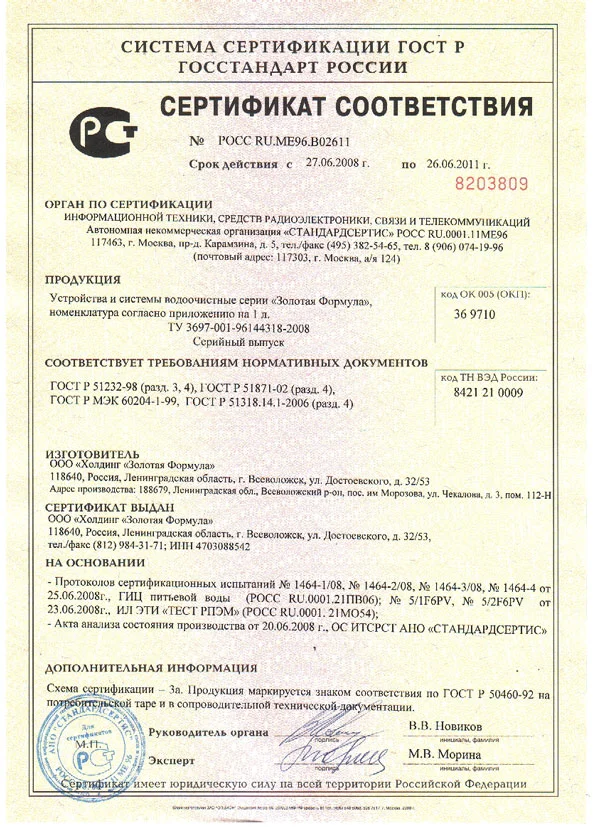 СИСТЕМА СЕРТИФИКАЦИИ ГОСТ Р
ГОССТАНДАРТ РОССИИ
СЕРТИФИКАТ СООТВЕТСТВИЯ
№ РОСС RU.ME96.B02611
Срок действия с 27.06.2008 г. по 26.06.2011 г.
8203809
ОРГАН ПО СЕРТИФИКАЦИИ
ИНФОРМАЦИОННОЙ ТЕХНИКИ, СРЕДСТВ РАДИОЭЛЕКТРОНИКИ, СВЯЗИ И ТЕЛЕКОММУНИКАЦИЙ
Автономная некоммерческая организация «СТАНДАРДСЕРТИС» РОСС RU.0001.11ME96
117463, г. Москва, пр-д. Карамзина, д. 5, тел./факс (495) 382-54-65, тел. 8 (906) 074-19-96
(почтовый адрес: 117303, г. Москва, а/я 124)
ПРОДУКЦИЯ
Устройства и системы водоочистные серии «Золотая Формула»,
номенклатура согласно приложению на 1 л.
ТУ 3697-001-96144318-2008
Серийный выпуск
код ОК 005 (ОКП):
36 9710
СООТВЕТСТВУЕТ ТРЕБОВАНИЯМ НОРМАТИВНЫХ ДОКУМЕНТОВ
ГОСТ Р 51232-98 (разд. 3, 4), ГОСТ Р 51871-02 (разд. 4),
ГОСТ Р МЭК 60204-1-99, ГОСТ Р 51318.14.1-2006 (разд. 4)
код ТН ВЭД России:
8421 21 0009
ИЗГОТОВИТЕЛЬ
ООО «Холдинг «Золотая Формула»
118640, Россия, Ленинградская область, г. Всеволожск, ул. Достоевского, д. 32/53
Адрес производства: 188679, Ленинградская обл., Всеволожский р-он, пос. им Морозова, ул. Чекалова, д. 3, пом. 112-Н
СЕРТИФИКАТ ВЫДАН
ООО «Холдинг «Золотая Формула»
118640, Россия, Ленинградская область, г. Всеволожск, ул. Достоевского, д. 32/53,
тел./факс (812) 984-31-71; ИНН 4703088542
НА ОСНОВАНИИ
- Протоколов сертификационных испытаний № 1464-1/08, № 1464-2/08, № 1464-3/08, № 1464-4 от
25.06.2008г., ГИЦ питьевой воды (РОСС RU.0001.21ПВ06); № 5/1F6PV, № 5/2F6PV от
23.06.2008г., ИЛ ЭТИ «ТЕСТ РПЭМ» (РОСС RU.0001. 21МО54);
- Акта анализа состояния производства от 20.06.2008 г., ОС ИТСРСТ АНО «СТАНДАРДСЕРТИС»
ДОПОЛНИТЕЛЬНАЯ ИНФОРМАЦИЯ
Схема сертификации – 3а. Продукция маркируется знаком соответствия по ГОСТ Р 50460-92 на
потребительской таре и в сопроводительной технической документации.
АНО "СТАНДАРДСЕРТИС"
Для
сертификатов
М.П.
Руководитель органа
подпись
В.В. Новиков
инициалы, фамилия
Эксперт
подпись
М.В. Морина
инициалы, фамилия
Сертификат имеет юридическую силу на всей территории Российской Федерации